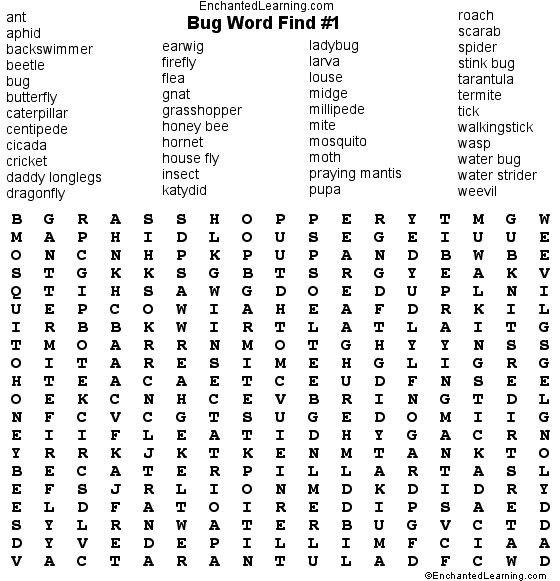 EnchantedLearning.com
Bug Word Find #1
ant
aphid
backswimmer
beetle
bug
butterfly
caterpillar
centipede
cicada
cricket
daddy longlegs
dragonfly
earwig
firefly
flea
gnat
grasshopper
honey bee
hornet
house fly
insect
katydid
ladybug
larva
louse
midge
millipede
mite
mosquito
moth
praying mantis
pupa
roach
scarab
spider
stink bug
tarantula
termite
tick
walkingstick
wasp
water bug
water strider
weevil
B G R A S S H O P P E R Y T M G W
M A P H I D L O U S E G E I U U E
O N C N H P K P U P A N D B W B E
S T G K K S G B T S R G Y E A K V
Q T I H S A W G D O E D U P L N I
U E P C O W I A H E A F D R K I L
I R B B K W I R T L A T L A I T G
T M O A R R N M O T G H Y Y N S S
O I T A R E S I M E H G L I G R G
H T E A C A E T C E U D F N S E E
O E K C N H C E V B R I N G T D L
N F C V C G T S U G E D O M I I G
E I I F L E A T I D H Y G A C R N
Y R R K J K T K E N M T A N K T O
B E C A T E R P I L L A R T A S L
E F S J R L I O N M D K D I D R Y
E L D F A T O I R E D I P S A E D
S Y L R N W A T E R B U G V C T D
D Y V E D E P I L L I M F C I A A
V A C T A R A N T U L A D F C W D
©EnchantedLearning.com